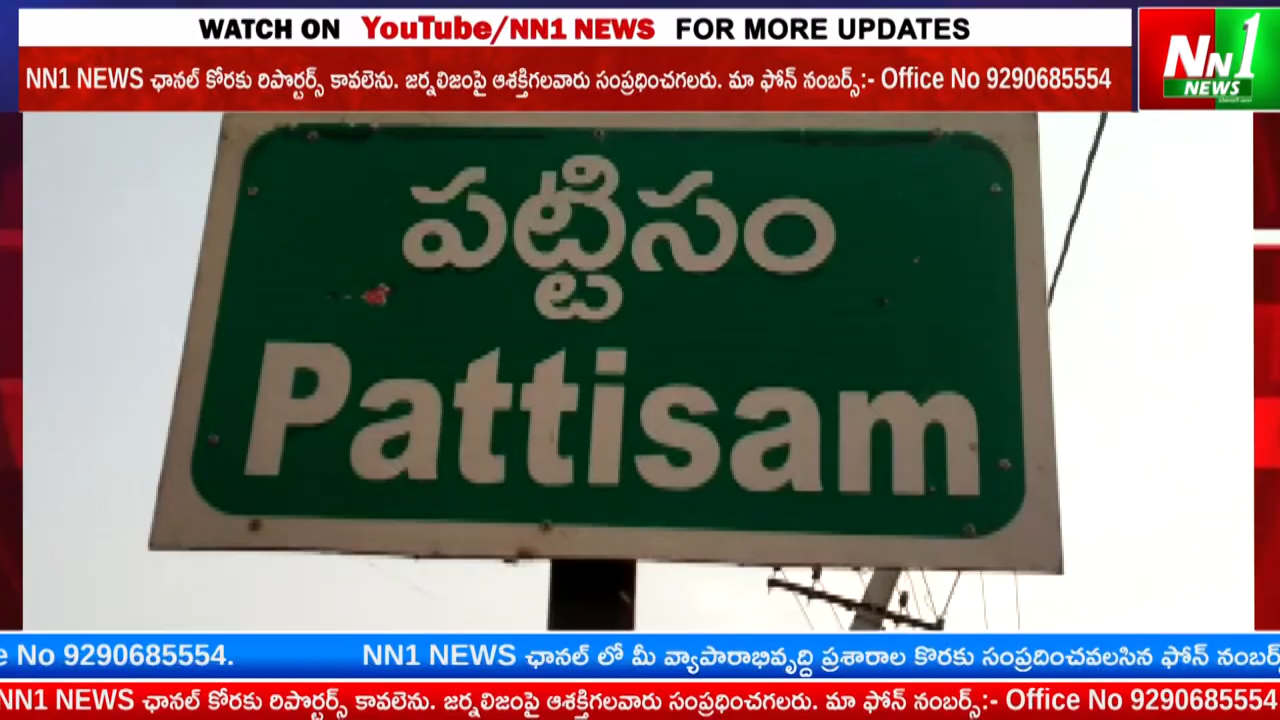 WATCH ON YouTube/NN1 NEWS FOR MORE UPDATES
NN1 NEWS ఛానల్ కోరకు రిపొర్టర్స్ కావలెను. జర్నలిజంపై ఆశక్తిగలవారు సంప్రధించగలరు. మా ఫోన్ నంబర్స్:- Office No 9290685554
NN1
NEWS
పట్టిసం
Pattisam
e No 9290685554. NN1 NEWS ఛానల్ లో మీ వ్యాపారాభివృద్ది ప్రశారాల కొరకు సంప్రదించవలసిన ఫోన్ నంబర్స్
NN1 NEWS ఛానల్ కోరకు రిపొర్టర్స్ కావలెను. జర్నలిజంపై ఆశక్తిగలవారు సంప్రధించగలరు. మా ఫోన్ నంబర్స్:- Office No 9290685554